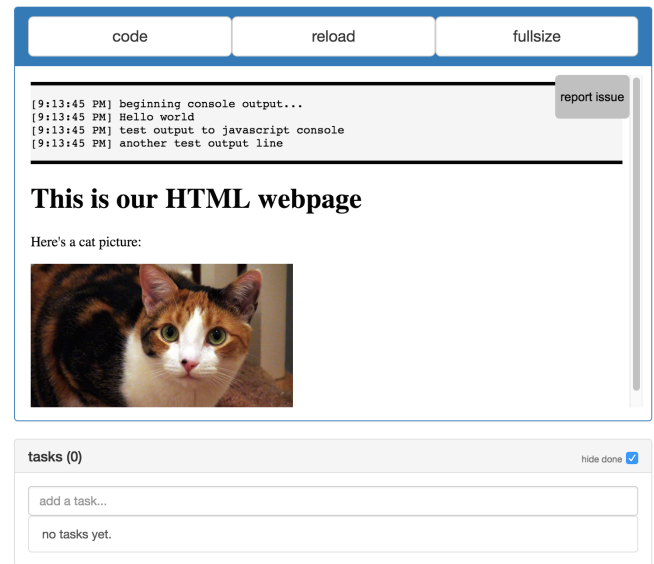 code
reload
fullsize
report issue
[9:13:45 PM] beginning console output...
[9:13:45 PM] Hello world
[9:13:45 PM] test output to javascript console
[9:13:45 PM] another test output line
This is our HTML webpage
Here's a cat picture:
tasks (0)
hide done
add a task...
no tasks yet.